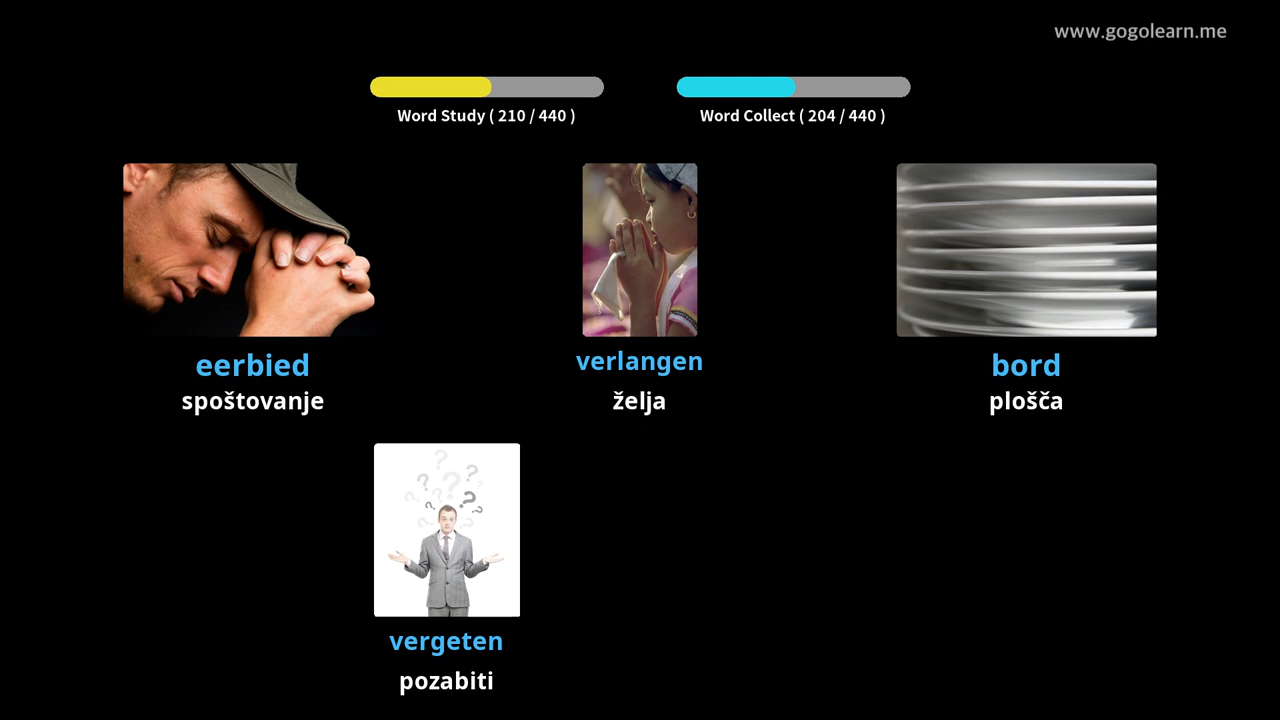 www.gogolearn.me
Word Study ( 210 / 440 )
Word Collect ( 204 / 440 )
eerbied
spoštovanje
verlangen
želja
bord
plošča
vergeten
pozabiti